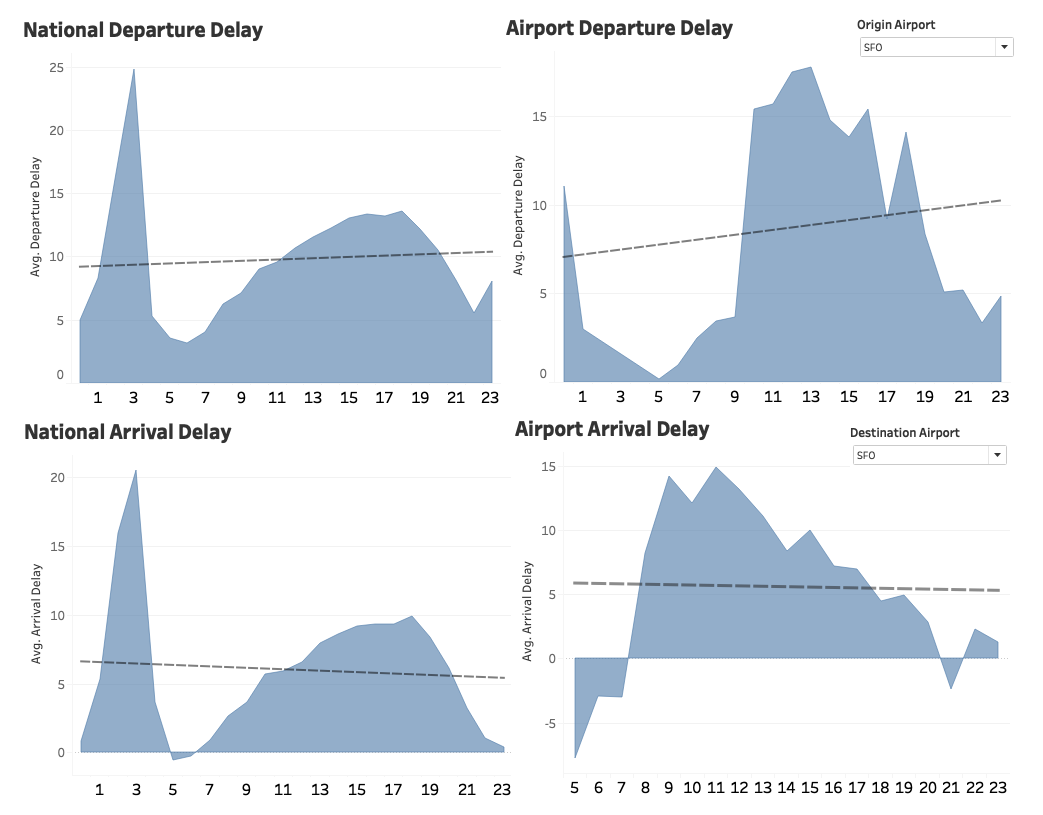 National Departure Delay
Airport Departure Delay
Origin Airport
SFO
Avg. Departure Delay
25
20
15
10
5
0
1 3 5 7 9 11 13 15 17 19 21 23
Avg. Departure Delay
15
10
5
0
1 3 5 7 9 11 13 15 17 19 21 23
National Arrival Delay
Airport Arrival Delay
Destination Airport
SFO
Avg. Arrival Delay
20
15
10
5
0
1 3 5 7 9 11 13 15 17 19 21 23
Avg. Arrival Delay
15
10
5
0
-5
5 6 7 8 9 10 11 12 13 14 15 16 17 18 19 20 21 22 23